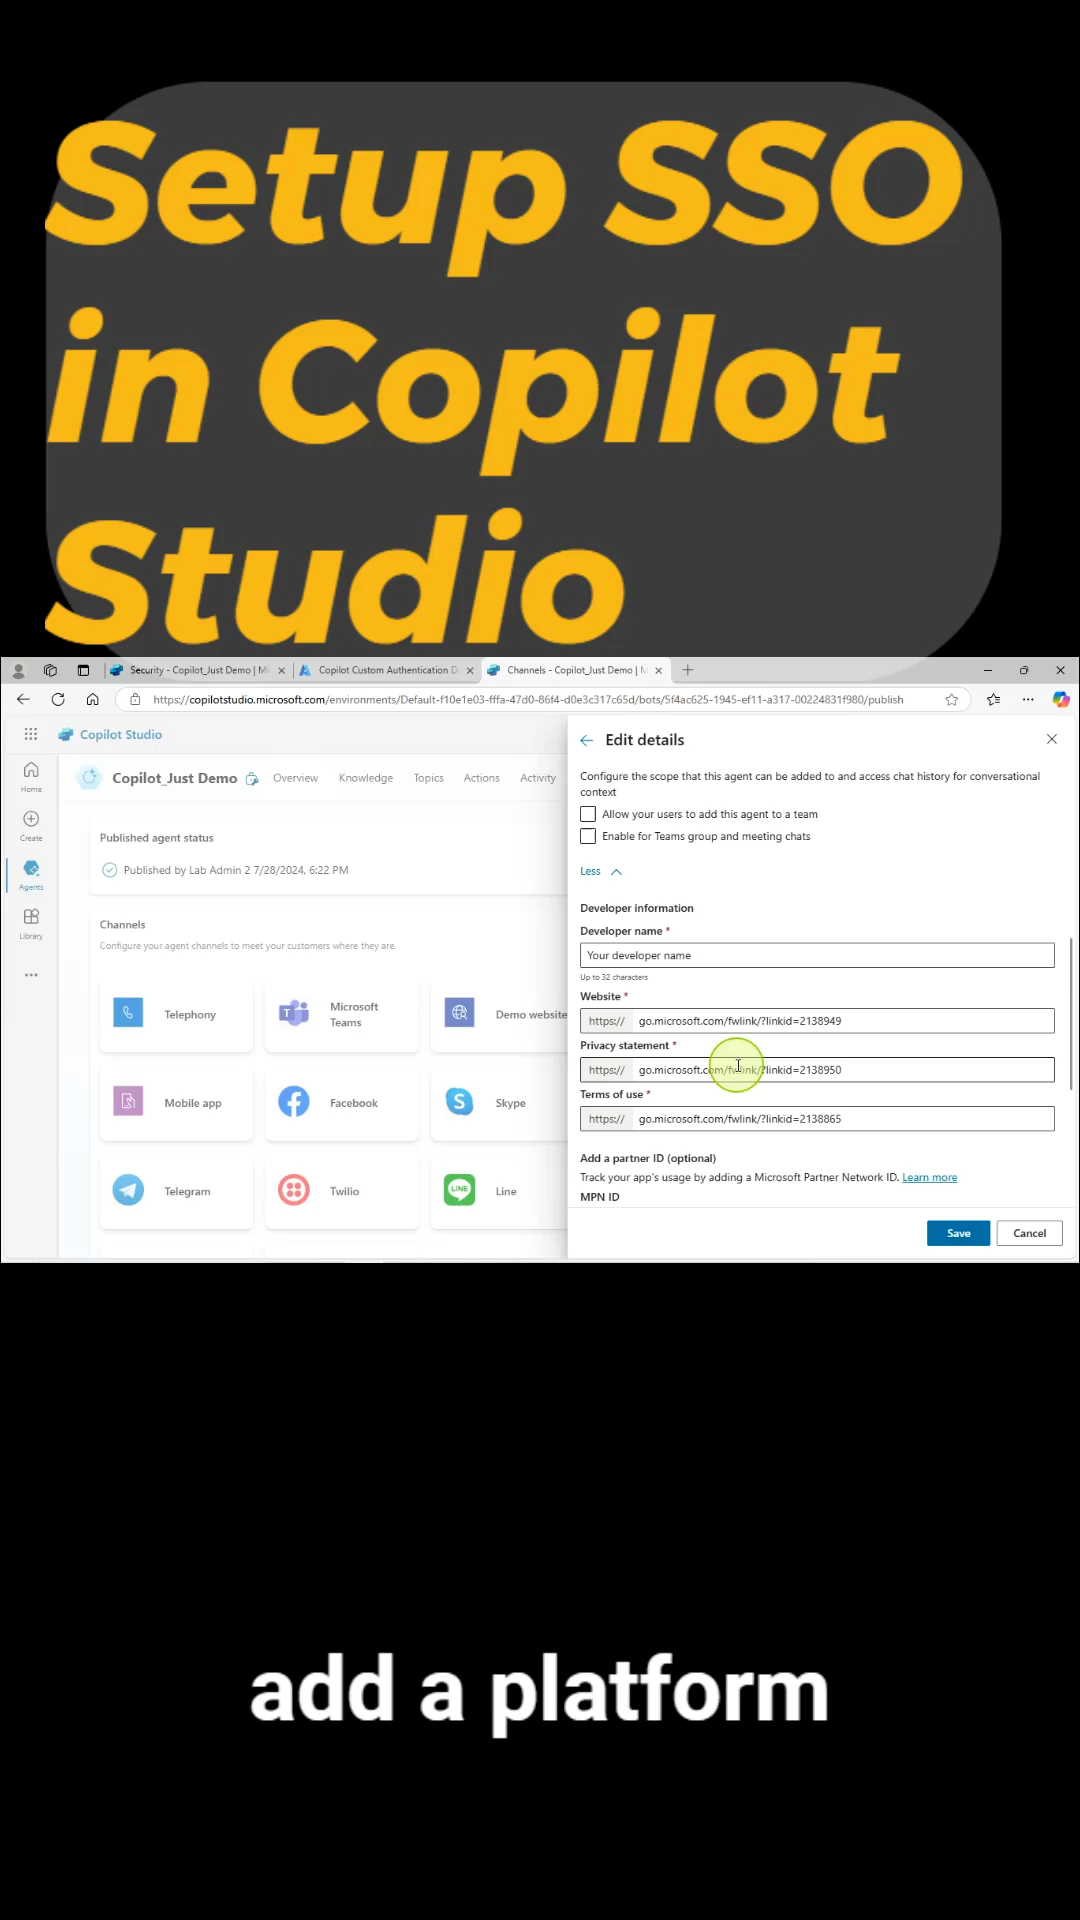 Setup SSO
in Copilot
Studio
Security - Copilot_Just Demo | Mi
Copilot Custom Authentication D
Channels - Copilot_Just Demo | M
https://copilotstudio.microsoft.com/environments/Default-f10e1e03-fffa-47d0-86f4-d0e3c317c65d/bots/5f4ac625-1945-ef11-a317-00224831f980/publish
Copilot Studio
Home
Create
Agents
Library
Copilot_Just Demo
Overview
Knowledge
Topics
Actions
Activity
Published agent status
Published by Lab Admin 2 7/28/2024, 6:22 PM
Channels
Configure your agent channels to meet your customers where they are.
Telephony
Microsoft
Teams
Demo website
Mobile app
Facebook
Skype
Telegram
Twilio
LINE
Line
Edit details
Configure the scope that this agent can be added to and access chat history for conversational
context
Allow your users to add this agent to a team
Enable for Teams group and meeting chats
Less
Developer information
Developer name *
Your developer name
Up to 32 characters
Website *
https:// go.microsoft.com/fwlink/?linkid=2138949
Privacy statement *
https:// go.microsoft.com/fwlink/?linkid=2138950
Terms of use *
https:// go.microsoft.com/fwlink/?linkid=2138865
Add a partner ID (optional)
Track your app's usage by adding a Microsoft Partner Network ID. Learn more
MPN ID
Save
Cancel
add a platform